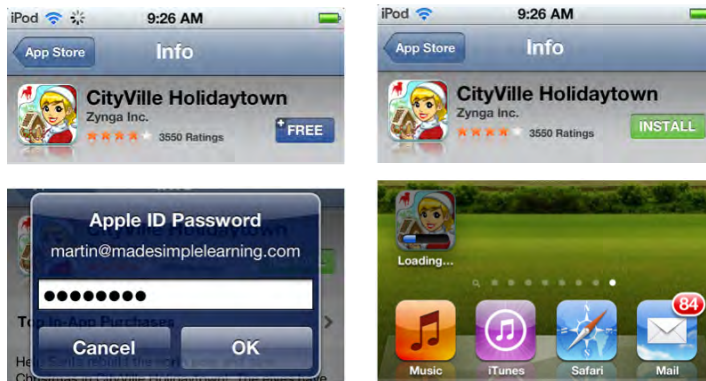 iPod 9:26 AM
App Store Info
CityVille Holidaytown
Zynga Inc.
3550 Ratings
+ FREE
iPod 9:26 AM
App Store Info
CityVille Holidaytown
Zynga Inc.
3550 Ratings
INSTALL
Apple ID Password
martin@madesimplelearning.com
●●●●●●●●
Top In-App Purchases
Cancel OK
Loading...
84
Music iTunes Safari Mail